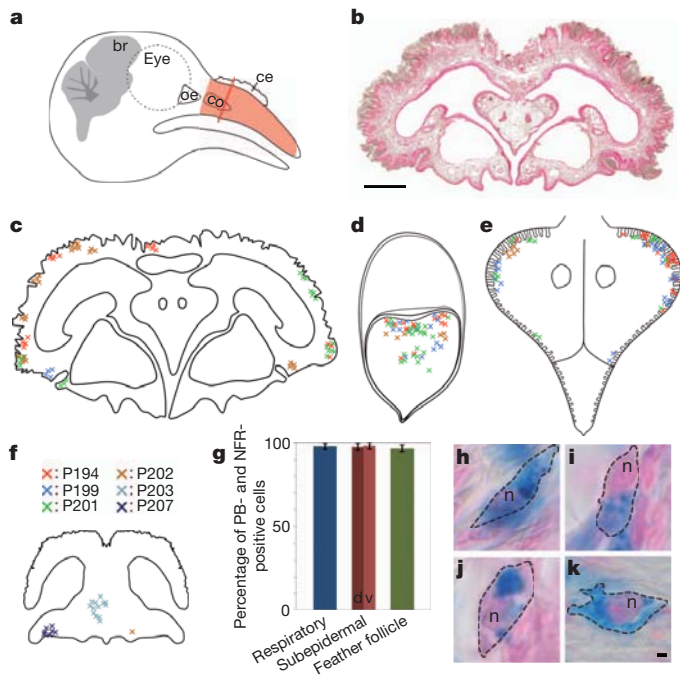 a
br
Eye
oe
co
ce
b
c
d
e
f
×: P194
×: P202
×: P199
×: P203
×: P201
×: P207
g
Percentage of PB- and NFR-
positive cells
100
50
0
d v
Respiratory
Subepidermal
Feather follicle
h
n
i
n
j
n
k
n